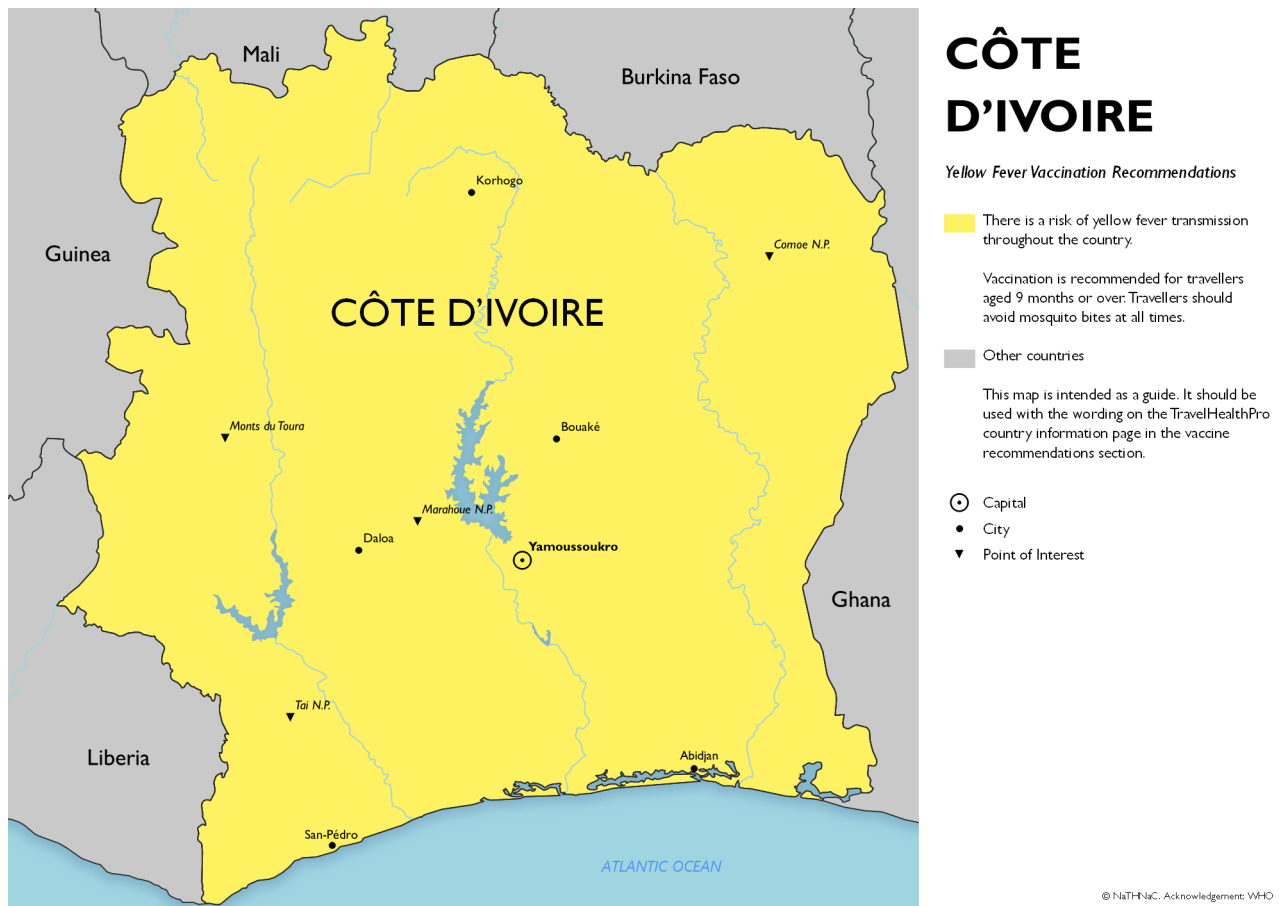 Mali
Burkina Faso
Korhogo
Guinea
Comoe N.P.
CÔTE D'IVOIRE
Monts du Toura
Bouaké
Marahoue N.P.
Daloa
Yamoussoukro
Ghana
Tai N.P.
Liberia
Abidjan
San-Pédro
ATLANTIC OCEAN
CÔTE
D'IVOIRE
Yellow Fever Vaccination Recommendations
There is a risk of yellow fever transmission
throughout the country.
Vaccination is recommended for travellers
aged 9 months or over. Travellers should
avoid mosquito bites at all times.
Other countries
This map is intended as a guide. It should be
used with the wording on the TravelHealthPro
country information page in the vaccine
recommendations section.
Capital
City
Point of Interest
© NaTHNaC. Acknowledgement: WHO